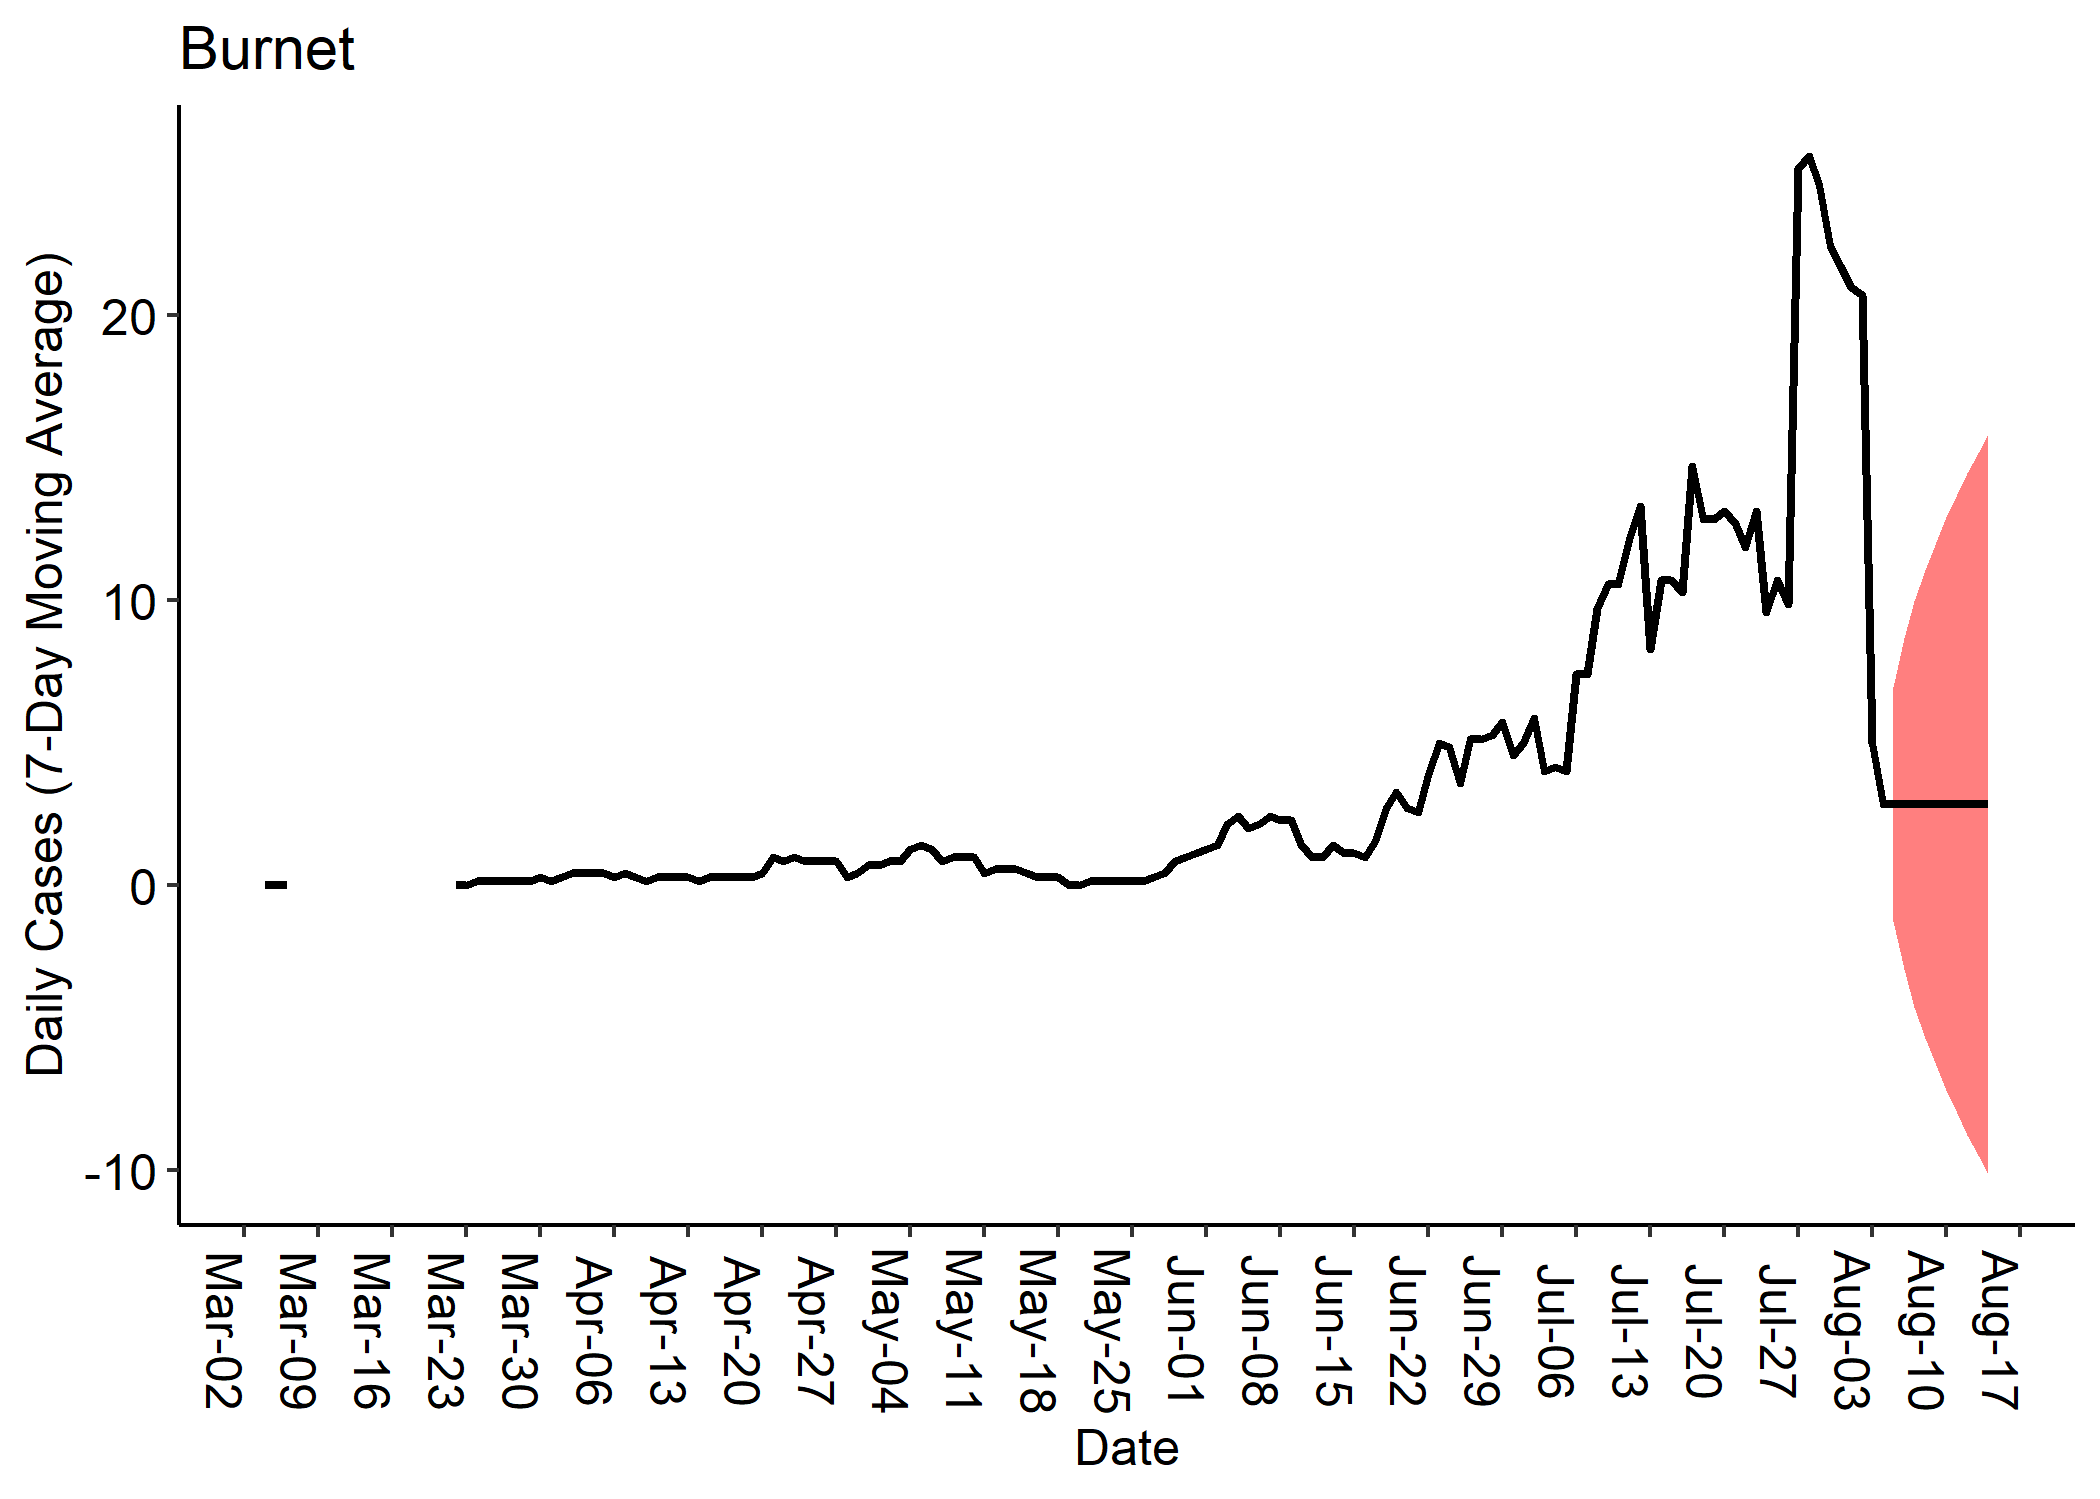 Burnet
Daily Cases (7-Day Moving Average)
20
10
0
-10
Mar-02
Mar-09
Mar-16
Mar-23
Mar-30
Apr-06
Apr-13
Apr-20
Apr-27
May-04
May-11
May-18
May-25
Jun-01
Jun-08
Jun-15
Jun-22
Jun-29
Jul-06
Jul-13
Jul-20
Jul-27
Aug-03
Aug-10
Aug-17
Date